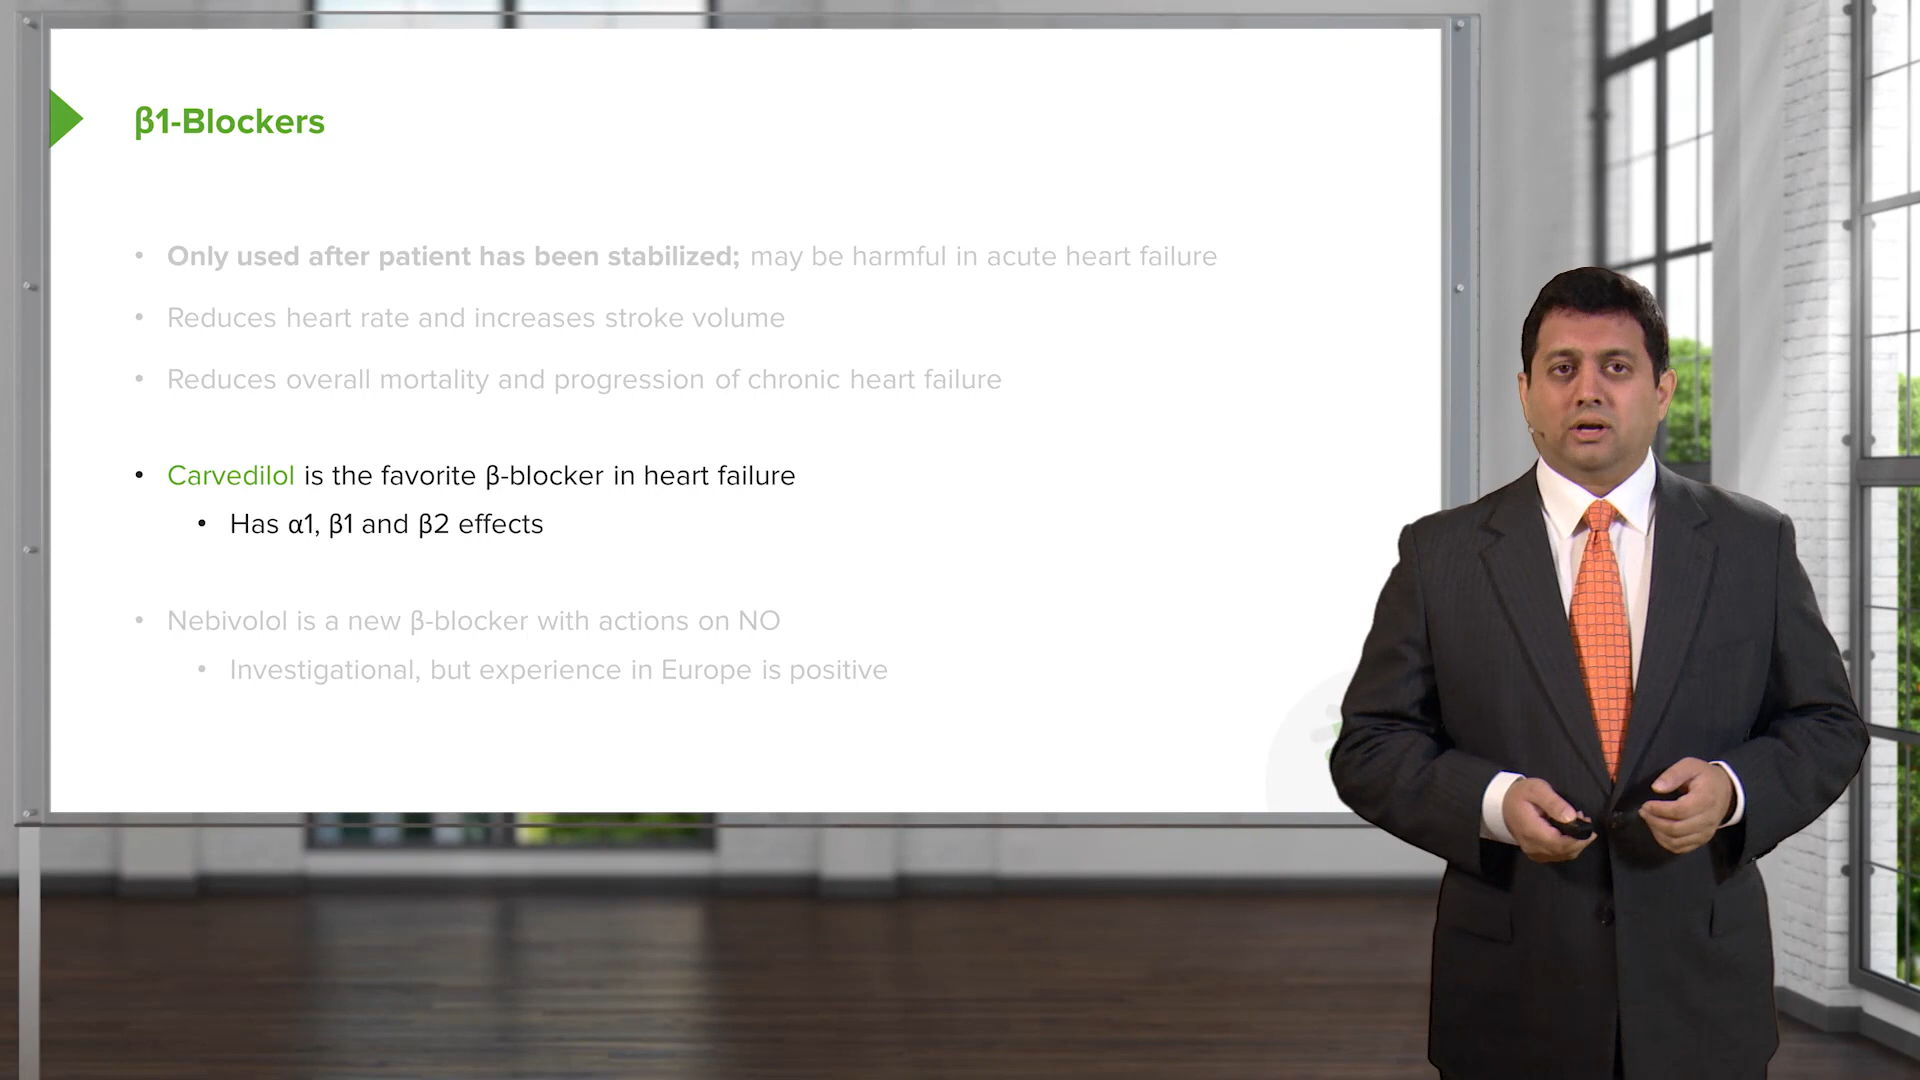 β1-Blockers
• Only used after patient has been stabilized; may be harmful in acute heart failure
• Reduces heart rate and increases stroke volume
• Reduces overall mortality and progression of chronic heart failure
• Carvedilol is the favorite β-blocker in heart failure
• Has α1, β1 and β2 effects
• Nebivolol is a new β-blocker with actions on NO
• Investigational, but experience in Europe is positive